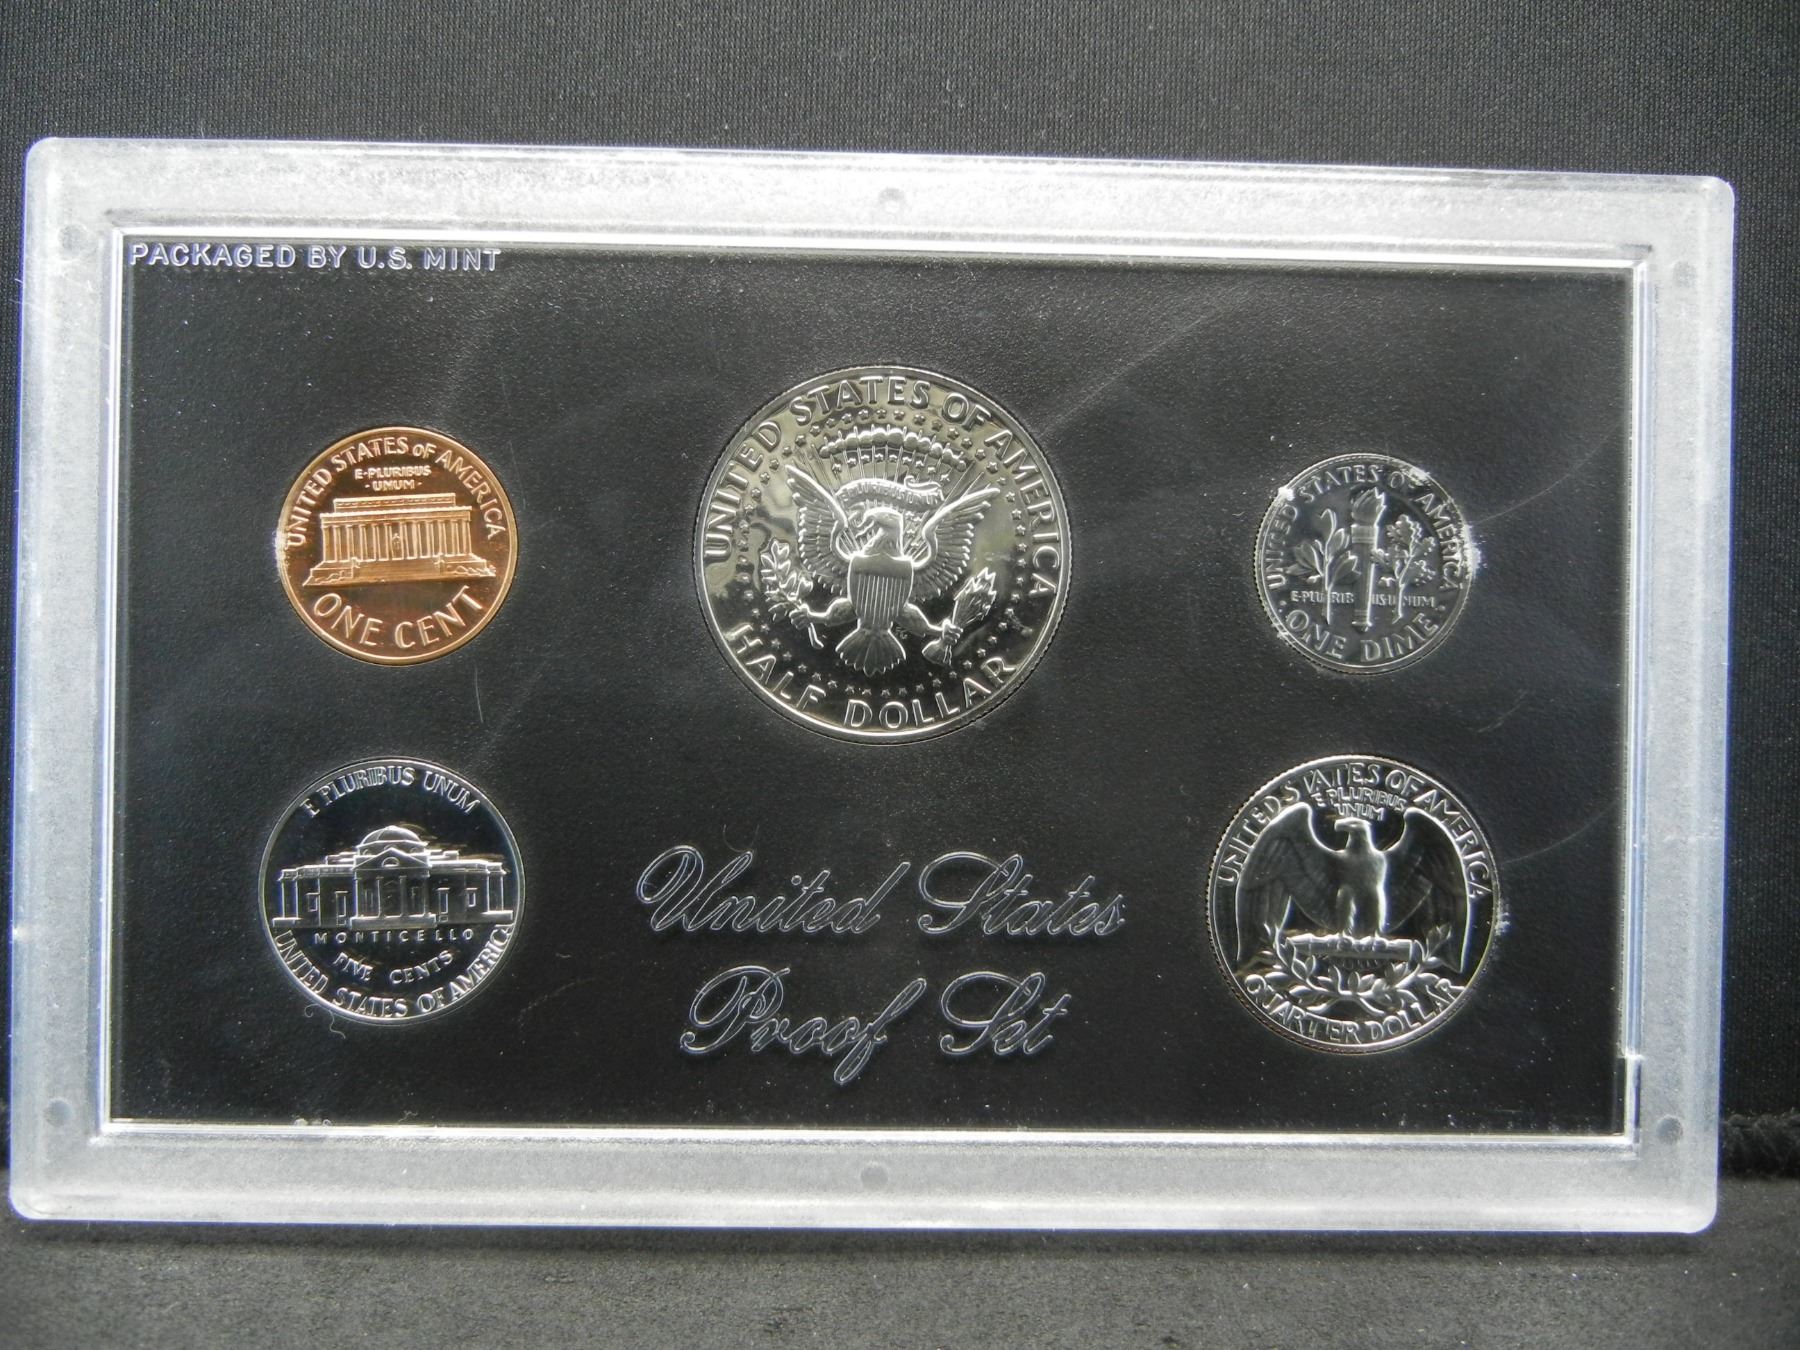 PACKAGED BY U.S. MINT
UNITED STATES OF AMERICA
E·PLURIBUS
·UNUM·
ONE CENT
UNITED STATES OF AMERICA
E PLURIBUS UNUM
HALF DOLLAR
UNITED STATES OF AMERICA
E·PLURIBUS UNUM
·ONE DIME·
E PLURIBUS UNUM
MONTICELLO
FIVE CENTS
UNITED STATES OF AMERICA
United States
Proof Set
UNITED STATES OF AMERICA
E PLURIBUS
UNUM
QUARTER DOLLAR